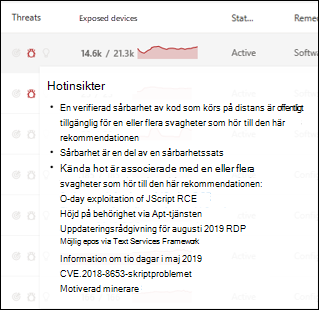 Threats Exposed devices Stat... Reme
14.6k / 21.3k Active Softwa
Hotinsikter
• En verifierad sårbarhet av kod som körs på distans är offentligt
tillgänglig för en eller flera svagheter som hör till den här
rekommendationen
• Sårbarhet är en del av en sårbarhetssats
• Kända hot är associerade med en eller flera
svagheter som hör till den här rekommendationen:
O-day exploitation of JScript RCE
Höjd på behörighet via Apt-tjänsten
Uppdateringsrådgivning för augusti 2019 RDP
Möjlig epos via Text Services Framework
Information om tio dagar i maj 2019
CVE.2018-8653-skriptproblemet
Motiverad minerare